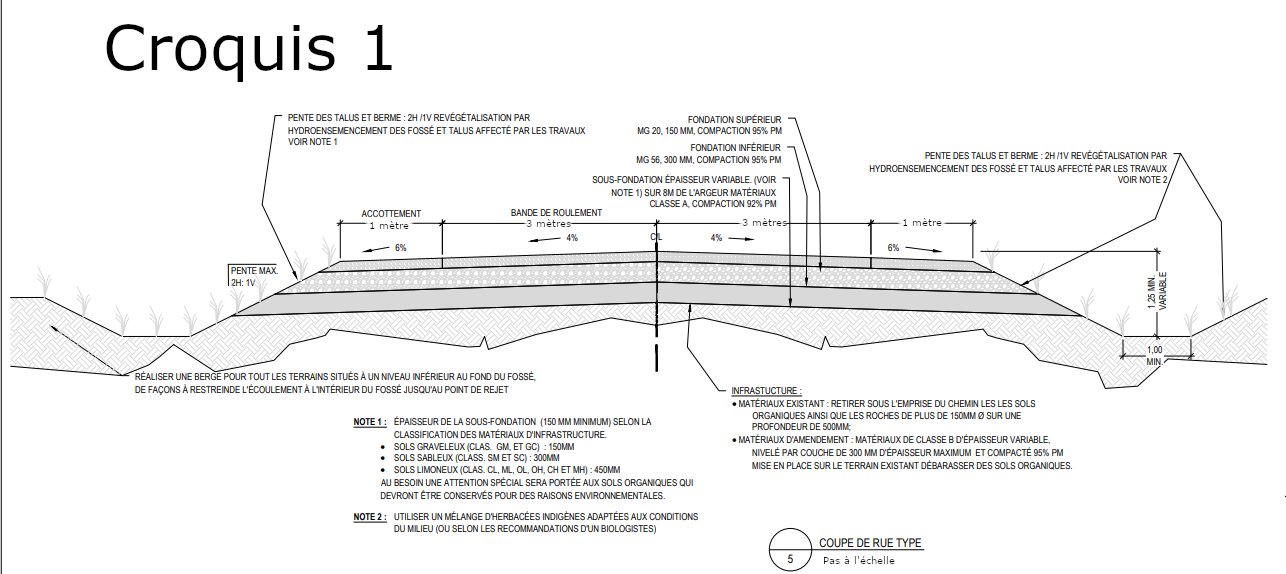 Croquis 1
PENTE DES TALUS ET BERME : 2H /1V REVÉGÉTALISATION PAR
HYDROENSEMENCEMENT DES FOSSÉ ET TALUS AFFECTÉ PAR LES TRAVAUX
VOIR NOTE 1
FONDATION SUPÉRIEUR
MG 20, 150 MM, COMPACTION 95% PM
FONDATION INFÉRIEUR
MG 56, 300 MM, COMPACTION 95% PM
SOUS-FONDATION ÉPAISSEUR VARIABLE. (VOIR
NOTE 1) SUR 8M DE L'ARGEUR MATÉRIAUX
CLASSE A, COMPACTION 92% PM
PENTE DES TALUS ET BERME : 2H /1V REVÉGÉTALISATION PAR
HYDROENSEMENCEMENT DES FOSSÉ ET TALUS AFFECTÉ PAR LES TRAVAUX
VOIR NOTE 2
ACCOTTEMENT
1 mètre
BANDE DE ROULEMENT
3 mètres
3 mètres
1 mètre
6%
4%
C/L
4%
6%
PENTE MAX.
2H: 1V
1,25 MIN.
VARIABLE
1,00
MIN.
RÉALISER UNE BERGE POUR TOUT LES TERRAINS SITUÉS À UN NIVEAU INFÉRIEUR AU FOND DU FOSSÉ,
DE FAÇONS À RESTREINDE L'ÉCOULEMENT À L'INTÉRIEUR DU FOSSÉ JUSQU'AU POINT DE REJET
INFRASTUCTURE :
● MATÉRIAUX EXISTANT : RETIRER SOUS L'EMPRISE DU CHEMIN LES LES SOLS
ORGANIQUES AINSI QUE LES ROCHES DE PLUS DE 150MM Ø SUR UNE
PROFONDEUR DE 500MM;
● MATÉRIAUX D'AMENDEMENT : MATÉRIAUX DE CLASSE B D'ÉPAISSEUR VARIABLE,
NIVELÉ PAR COUCHE DE 300 MM D'ÉPAISEUR MAXIMUM ET COMPACTÉ 95% PM
MISE EN PLACE SUR LE TERRAIN EXISTANT DÉBARASSER DES SOLS ORGANIQUES.
NOTE 1 : ÉPAISSEUR DE LA SOUS-FONDATION (150 MM MINIMUM) SELON LA
CLASSIFICATION DES MATÉRIAUX D'INFRASTRUCTURE.
● SOLS GRAVELEUX (CLAS. GM, ET GC) : 150MM
● SOLS SABLEUX (CLASS. SM ET SC) : 300MM
● SOLS LIMONEUX (CLAS. CL, ML, OL, OH, CH ET MH) : 450MM
AU BESOIN UNE ATTENTION SPÉCIAL SERA PORTÉE AUX SOLS ORGANIQUES QUI
DEVRONT ÊTRE CONSERVÉS POUR DES RAISONS ENVIRONNEMENTALES.
NOTE 2 : UTILISER UN MÉLANGE D'HERBACÉES INDIGÈNES ADAPTÉES AUX CONDITIONS
DU MILIEU (OU SELON LES RECOMMANDATIONS D'UN BIOLOGISTES)
5
COUPE DE RUE TYPE
Pas à l'échelle